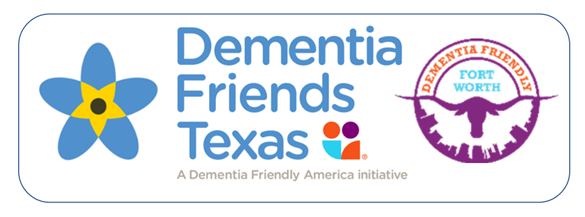 Dementia
Friends
Texas
®
A Dementia Friendly America initiative
DEMENTIA FRIENDLY
FORT
WORTH